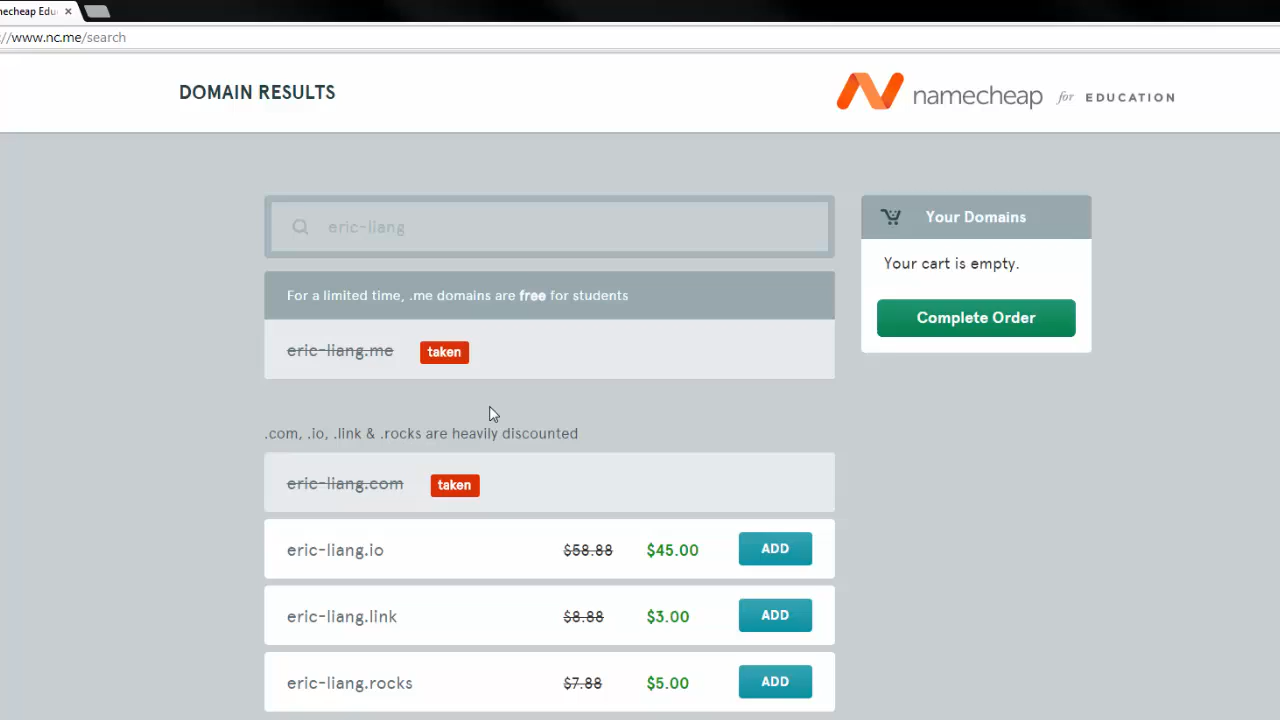 necheap Edu
://www.nc.me/search
DOMAIN RESULTS
namecheap for EDUCATION
eric-liang
Your Domains
Your cart is empty.
Complete Order
For a limited time, .me domains are free for students
eric-liang.me taken
.com, .io, .link & .rocks are heavily discounted
eric-liang.com taken
eric-liang.io $58.88 $45.00 ADD
eric-liang.link $8.88 $3.00 ADD
eric-liang.rocks $7.88 $5.00 ADD